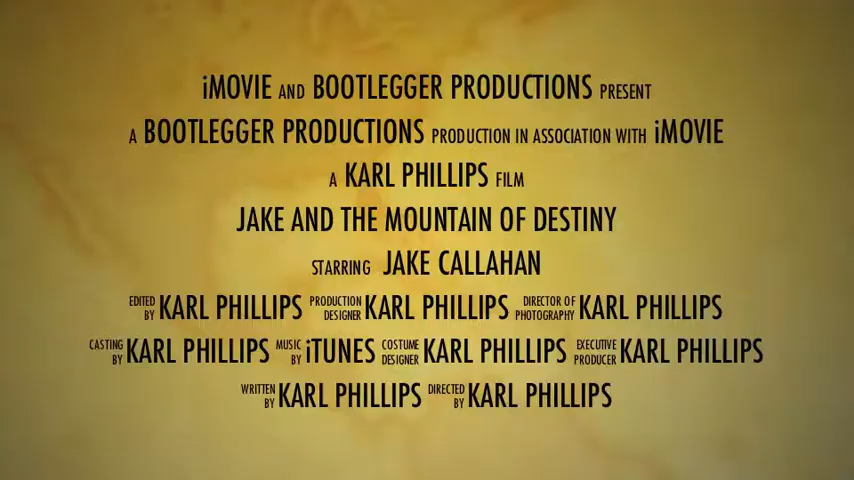 iMOVIE AND BOOTLEGGER PRODUCTIONS PRESENT
A BOOTLEGGER PRODUCTIONS PRODUCTION IN ASSOCIATION WITH iMOVIE
A KARL PHILLIPS FILM
JAKE AND THE MOUNTAIN OF DESTINY
STARRING JAKE CALLAHAN
EDITED BY KARL PHILLIPS PRODUCTION DESIGNER KARL PHILLIPS DIRECTOR OF PHOTOGRAPHY KARL PHILLIPS
CASTING BY KARL PHILLIPS MUSIC BY iTUNES COSTUME DESIGNER KARL PHILLIPS EXECUTIVE PRODUCER KARL PHILLIPS
WRITTEN BY KARL PHILLIPS DIRECTED BY KARL PHILLIPS